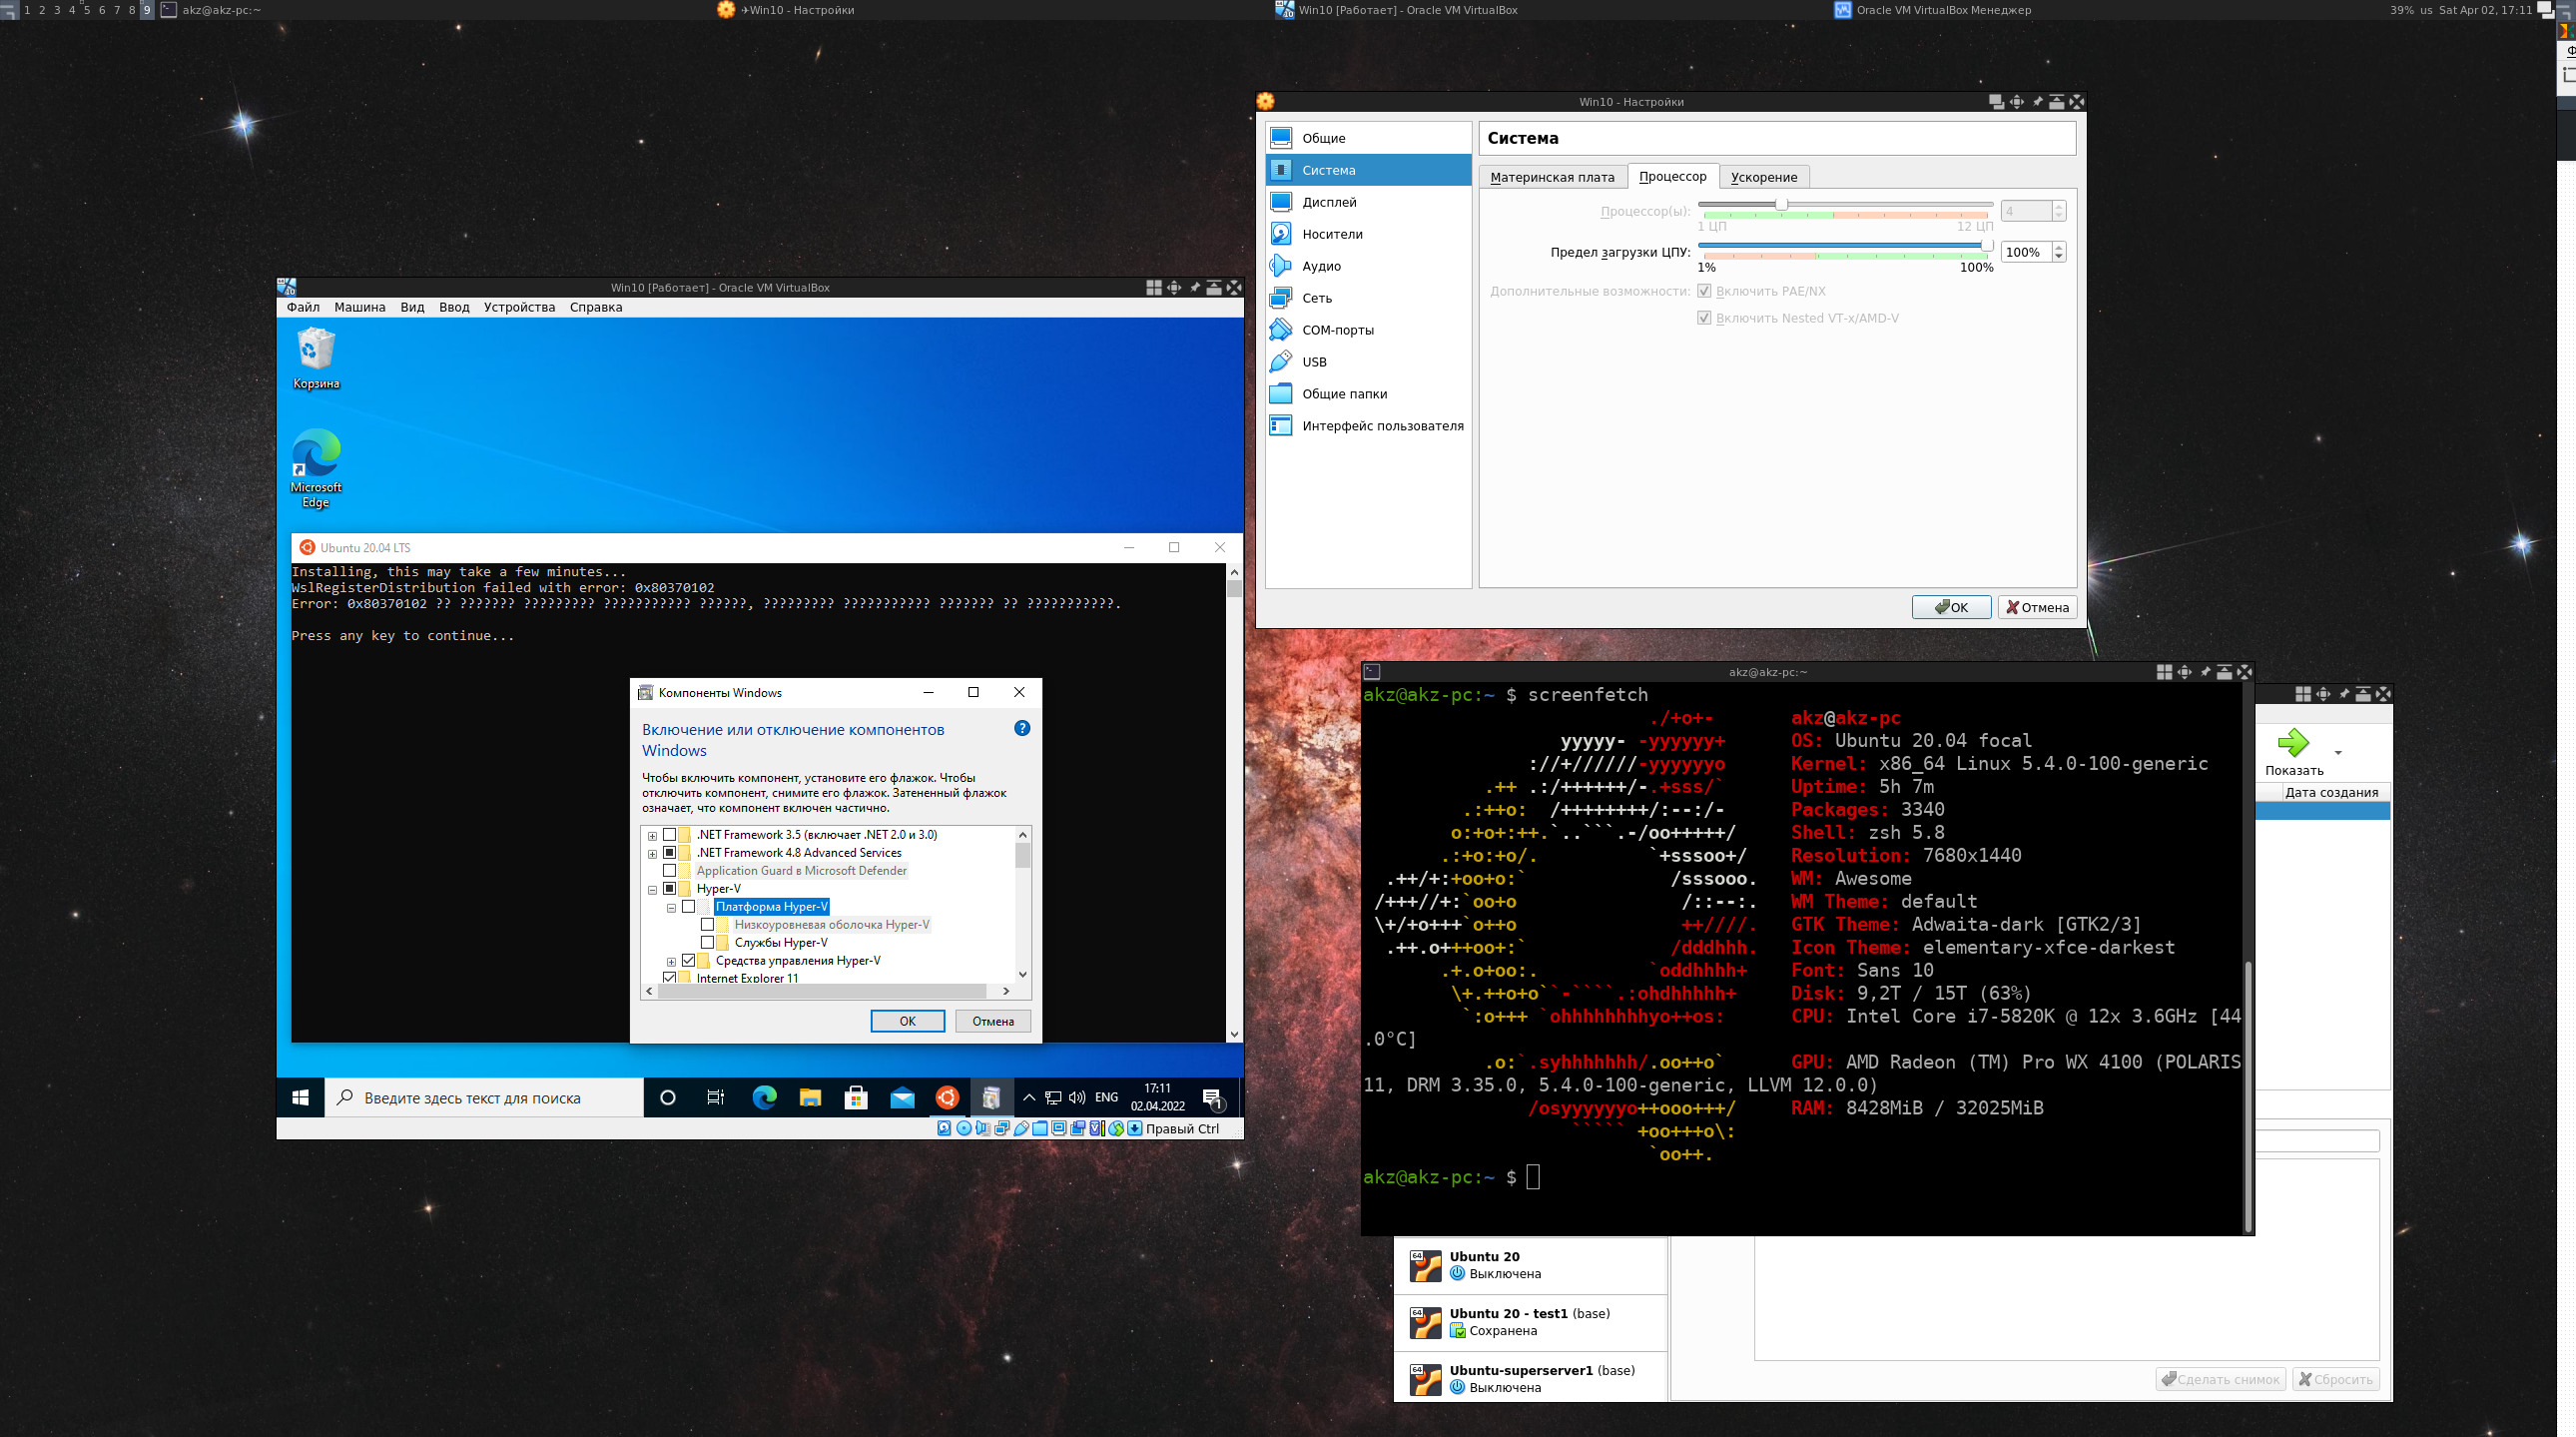 1 2 3 4 5 6 7 8 9 akz@akz-pc:~
✈Win10 - Настройки
Win10 [Работает] - Oracle VM VirtualBox
Oracle VM VirtualBox Менеджер
39% us Sat Apr 02, 17:11
Win10 - Настройки
Общие
Система
Дисплей
Носители
Аудио
Сеть
COM-порты
USB
Общие папки
Интерфейс пользователя
Система
Материнская плата Процессор Ускорение
Процессор(ы): 4
1 ЦП 12 ЦП
Предел загрузки ЦПУ: 100%
1% 100%
Дополнительные возможности: Включить PAE/NX
Включить Nested VT-x/AMD-V
OK Отмена
Win10 [Работает] - Oracle VM VirtualBox
Файл Машина Вид Ввод Устройства Справка
Корзина
Microsoft
Edge
Ubuntu 20.04 LTS
Installing, this may take a few minutes...
WslRegisterDistribution failed with error: 0x80370102
Error: 0x80370102 ?? ??????? ????????? ??????????? ??????, ????????? ??????????? ??????? ?? ???????????.
Press any key to continue...
Компоненты Windows
Включение или отключение компонентов
Windows
Чтобы включить компонент, установите его флажок. Чтобы
отключить компонент, снимите его флажок. Затененный флажок
означает, что компонент включен частично.
.NET Framework 3.5 (включает .NET 2.0 и 3.0)
.NET Framework 4.8 Advanced Services
Application Guard в Microsoft Defender
Hyper-V
Платформа Hyper-V
Низкоуровневая оболочка Hyper-V
Службы Hyper-V
Средства управления Hyper-V
Internet Explorer 11
OK Отмена
Введите здесь текст для поиска
ENG
17:11
02.04.2022
1
Правый Ctrl
akz@akz-pc:~
akz@akz-pc:~ $ screenfetch
./+o+- akz@akz-pc
yyyyy- -yyyyyy+ OS: Ubuntu 20.04 focal
://+//////-yyyyyyo Kernel: x86_64 Linux 5.4.0-100-generic
.++ .:/++++++/-.+sss/` Uptime: 5h 7m
.:++o: /++++++++/:--:/- Packages: 3340
o:+o+:++.`..```.-/oo+++++/ Shell: zsh 5.8
.:+o:+o/. `+sssoo+/ Resolution: 7680x1440
.++/+:+oo+o:` /sssooo. WM: Awesome
/+++//+:`oo+o /::--:. WM Theme: default
\+/+o+++`o++o ++////. GTK Theme: Adwaita-dark [GTK2/3]
.++.o+++oo+:` /dddhhh. Icon Theme: elementary-xfce-darkest
.+.o+oo:. `oddhhhh+ Font: Sans 10
\+.++o+o``-````.:ohdhhhhh+ Disk: 9,2T / 15T (63%)
`:o+++ `ohhhhhhhhyo++os: CPU: Intel Core i7-5820K @ 12x 3.6GHz [44
.0°C]
.o:`.syhhhhhhh/.oo++o` GPU: AMD Radeon (TM) Pro WX 4100 (POLARIS
11, DRM 3.35.0, 5.4.0-100-generic, LLVM 12.0.0)
/osyyyyyyo++ooo+++/ RAM: 8428MiB / 32025MiB
````` +oo+++o\:
`oo++.
akz@akz-pc:~ $
Показать
Дата создания
Ubuntu 20
Выключена
Ubuntu 20 - test1 (base)
Сохранена
Ubuntu-superserver1 (base)
Выключена
Сделать снимок Сбросить